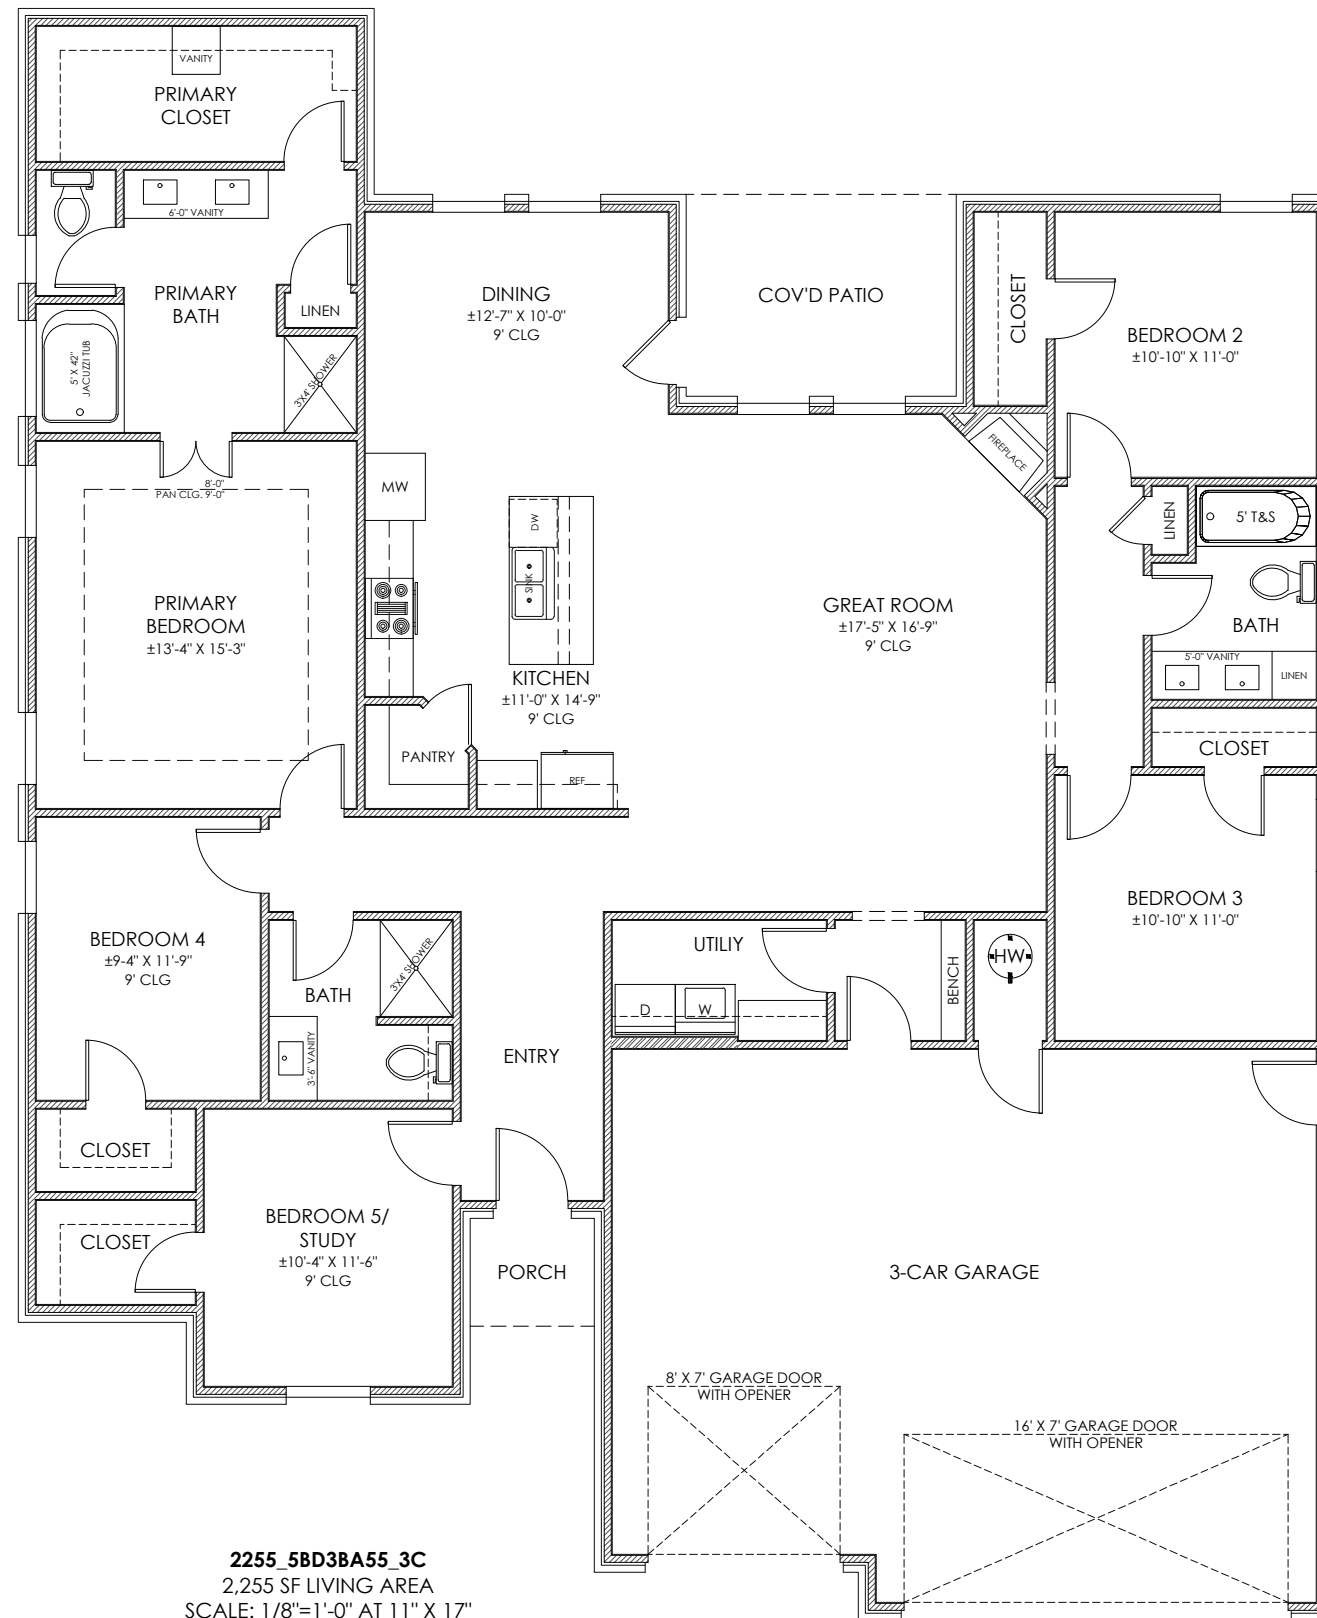 VANITY
PRIMARY
CLOSET
6'-0" VANITY
PRIMARY
BATH
LINEN
5' X 42"
JACUZZI TUB
3'X4' SHOWER
DINING
±12'-7" X 10'-0"
9' CLG
COV'D PATIO
CLOSET
BEDROOM 2
±10'-10" X 11'-0"
FIREPLACE
8'-0"
PAN CLG. 9'-0"
MW
DW
SINK
LINEN
5' T&S
PRIMARY
BEDROOM
±13'-4" X 15'-3"
GREAT ROOM
±17'-5" X 16'-9"
9' CLG
BATH
5'-0" VANITY
LINEN
KITCHEN
±11'-0" X 14'-9"
9' CLG
PANTRY
REF
CLOSET
BEDROOM 4
±9-4" X 11'-9"
9' CLG
3'X4' SHOWER
BATH
3'-6" VANITY
UTILIY
D
W
BENCH
HW
BEDROOM 3
±10'-10" X 11'-0"
ENTRY
CLOSET
CLOSET
BEDROOM 5/
STUDY
±10'-4" X 11'-6"
9' CLG
PORCH
3-CAR GARAGE
8' X 7' GARAGE DOOR
WITH OPENER
16' X 7' GARAGE DOOR
WITH OPENER
2255_5BD3BA55_3C
2,255 SF LIVING AREA
SCALE: 1/8"=1'-0" AT 11" X 17"